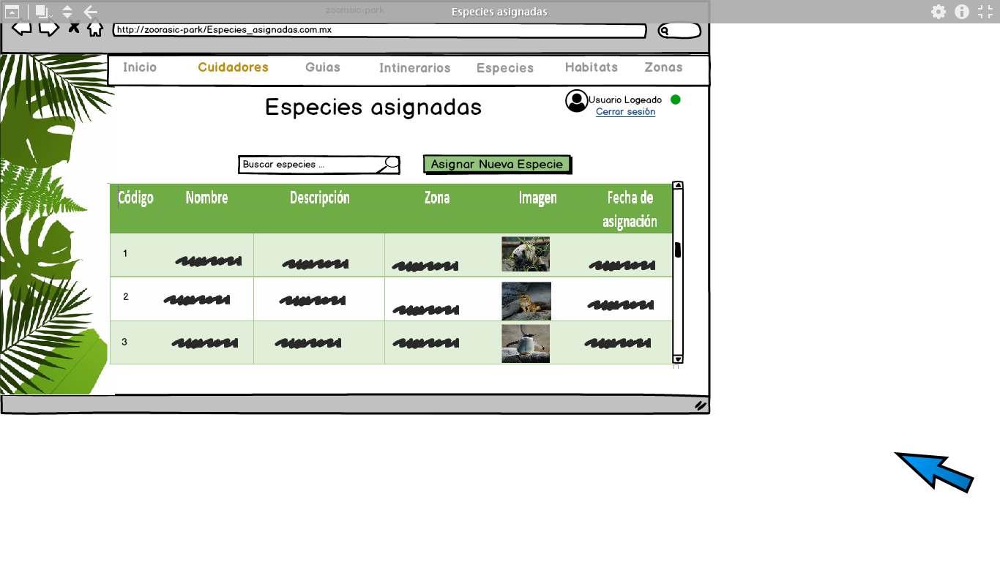 zoorasic-park
Especies asignadas
http://zoorasic-park/Especies_asignadas.com.mx
Inicio Cuidadores Guias Intinerarios Especies Habitats Zonas
Especies asignadas
Usuario Logeado
Cerrar sesión
Buscar especies ...
Asignar Nueva Especie
Código Nombre Descripción Zona Imagen Fecha de
asignación
1
2
3